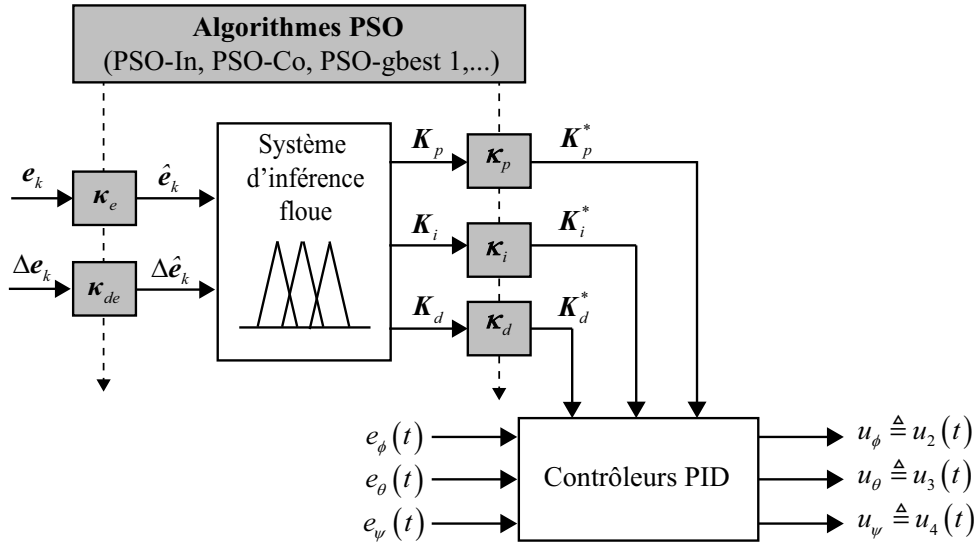 Algorithmes PSO
(PSO-In, PSO-Co, PSO-gbest 1,...)
Système
d’inférence
floue
e_k
κ_e
ê_k
Δe_k
κ_de
Δê_k
K_p
κ_p
K_p^*
K_i
κ_i
K_i^*
K_d
κ_d
K_d^*
e_ϕ(t)
e_θ(t)
e_ψ(t)
Contrôleurs PID
u_ϕ ≜ u_2(t)
u_θ ≜ u_3(t)
u_ψ ≜ u_4(t)